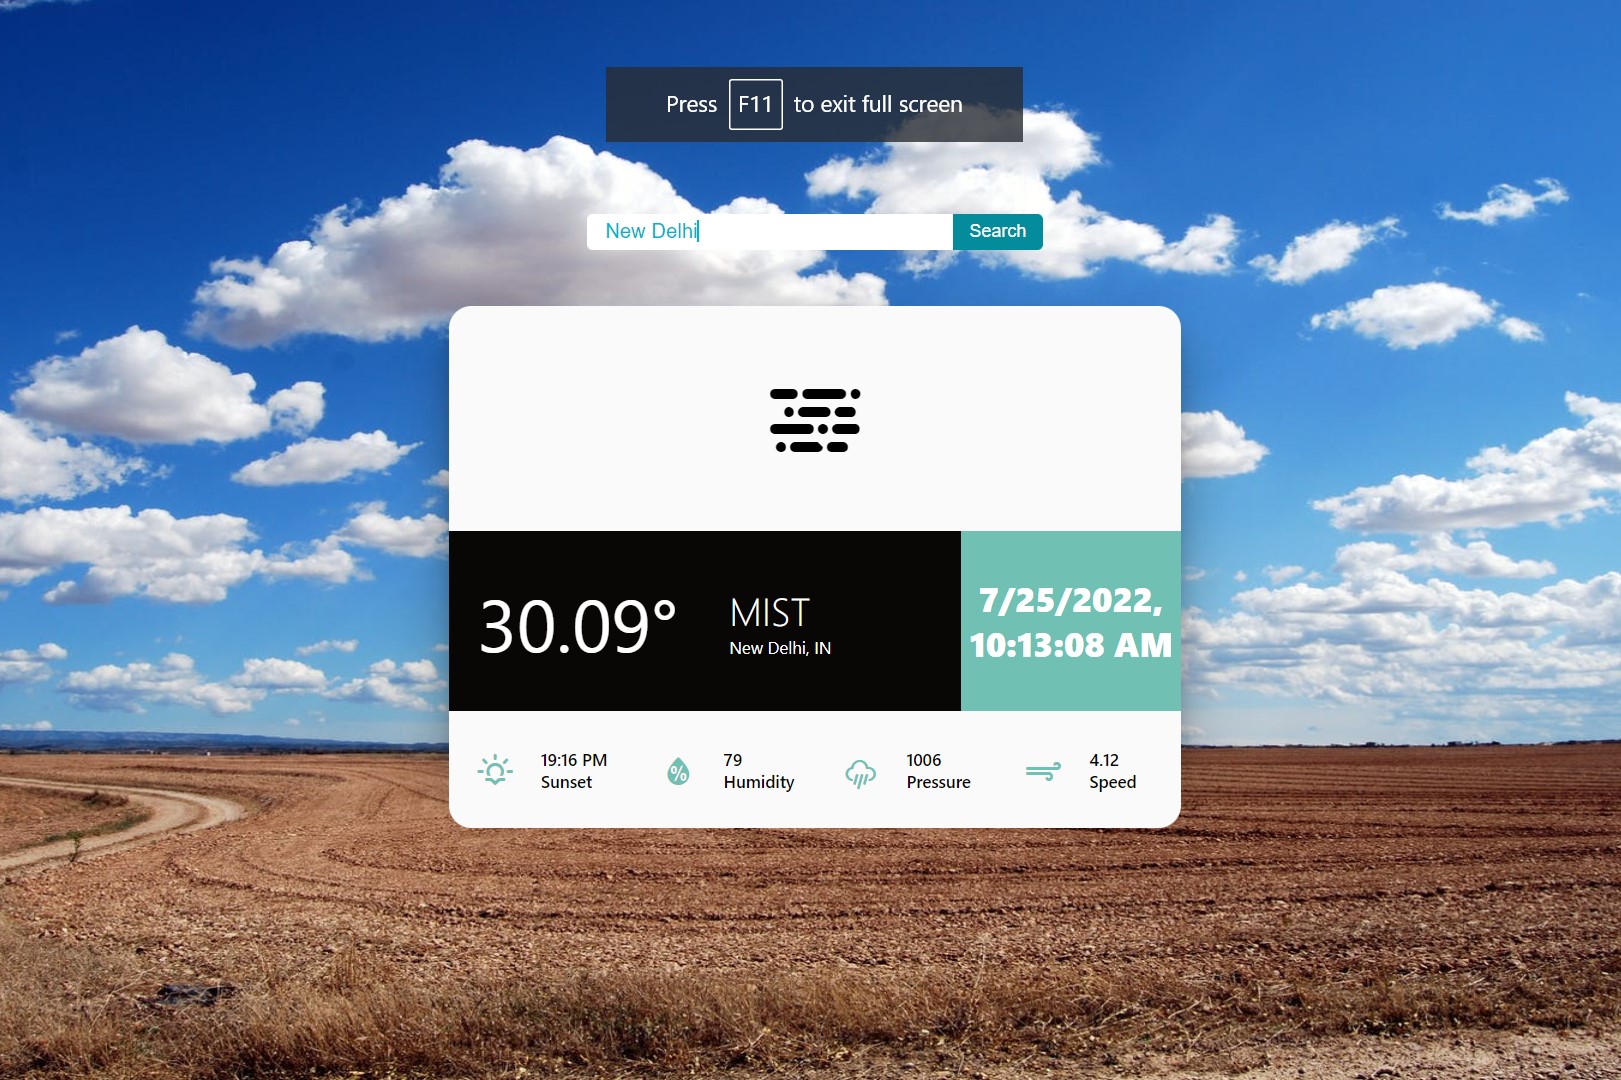 Press F11 to exit full screen
New Delhi Search
30.09°
MIST
New Delhi, IN
7/25/2022,
10:13:08 AM
19:16 PM
Sunset
%
79
Humidity
1006
Pressure
4.12
Speed